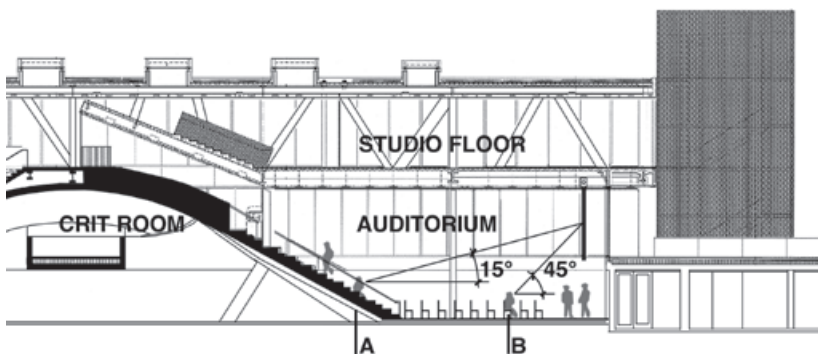 STUDIO FLOOR
CRIT ROOM
AUDITORIUM
15°
45°
A
B